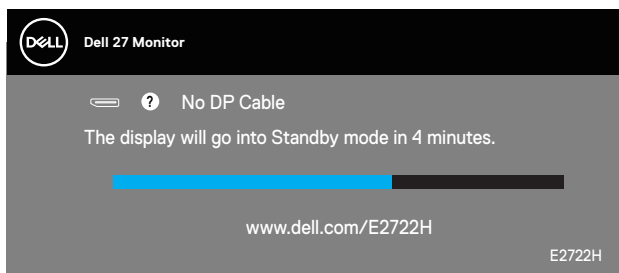 DELL
Dell 27 Monitor
? No DP Cable
The display will go into Standby mode in 4 minutes.
www.dell.com/E2722H
E2722H